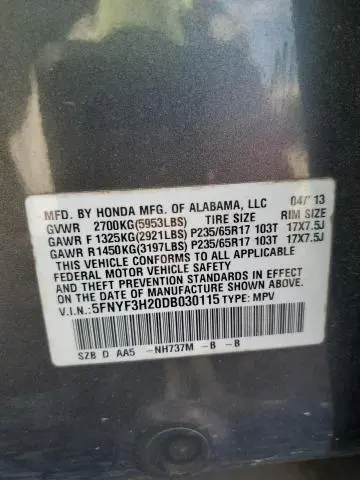 MFD. BY HONDA MFG. OF ALABAMA, LLC 04/13
GVWR 2700KG(5953LBS) TIRE SIZE RIM SIZE
GAWR F 1325KG(2921LBS) P235/65R17 103T 17X7.5J
GAWR R1450KG(3197LBS) P235/65R17 103T 17X7.5J
THIS VEHICLE CONFORMS TO ALL APPLICABLE
FEDERAL MOTOR VEHICLE SAFETY AND THEFT
PREVENTION STANDARDS IN EFFECT ON THE DATE
OF MANUFACTURE SHOWN ABOVE.
V.I.N.: 5FNYF3H20DB030115 TYPE: MPV
SZB D AA5 -NH737M -B -B